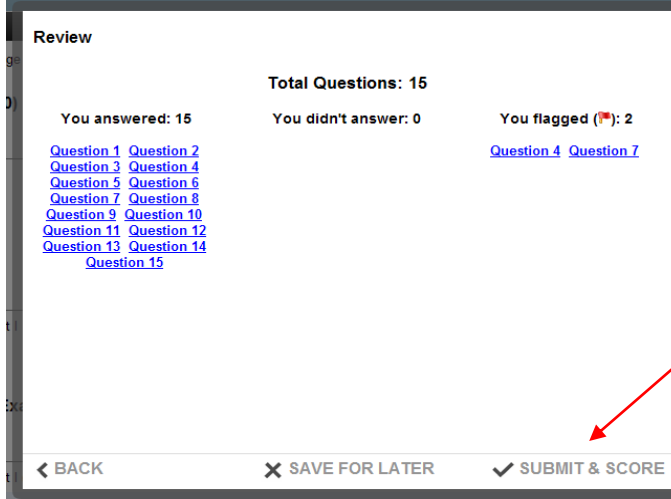 Review
Total Questions: 15
You answered: 15
Question 1 Question 2
Question 3 Question 4
Question 5 Question 6
Question 7 Question 8
Question 9 Question 10
Question 11 Question 12
Question 13 Question 14
Question 15
You didn't answer: 0
You flagged (🚩): 2
Question 4 Question 7
BACK
SAVE FOR LATER
SUBMIT & SCORE